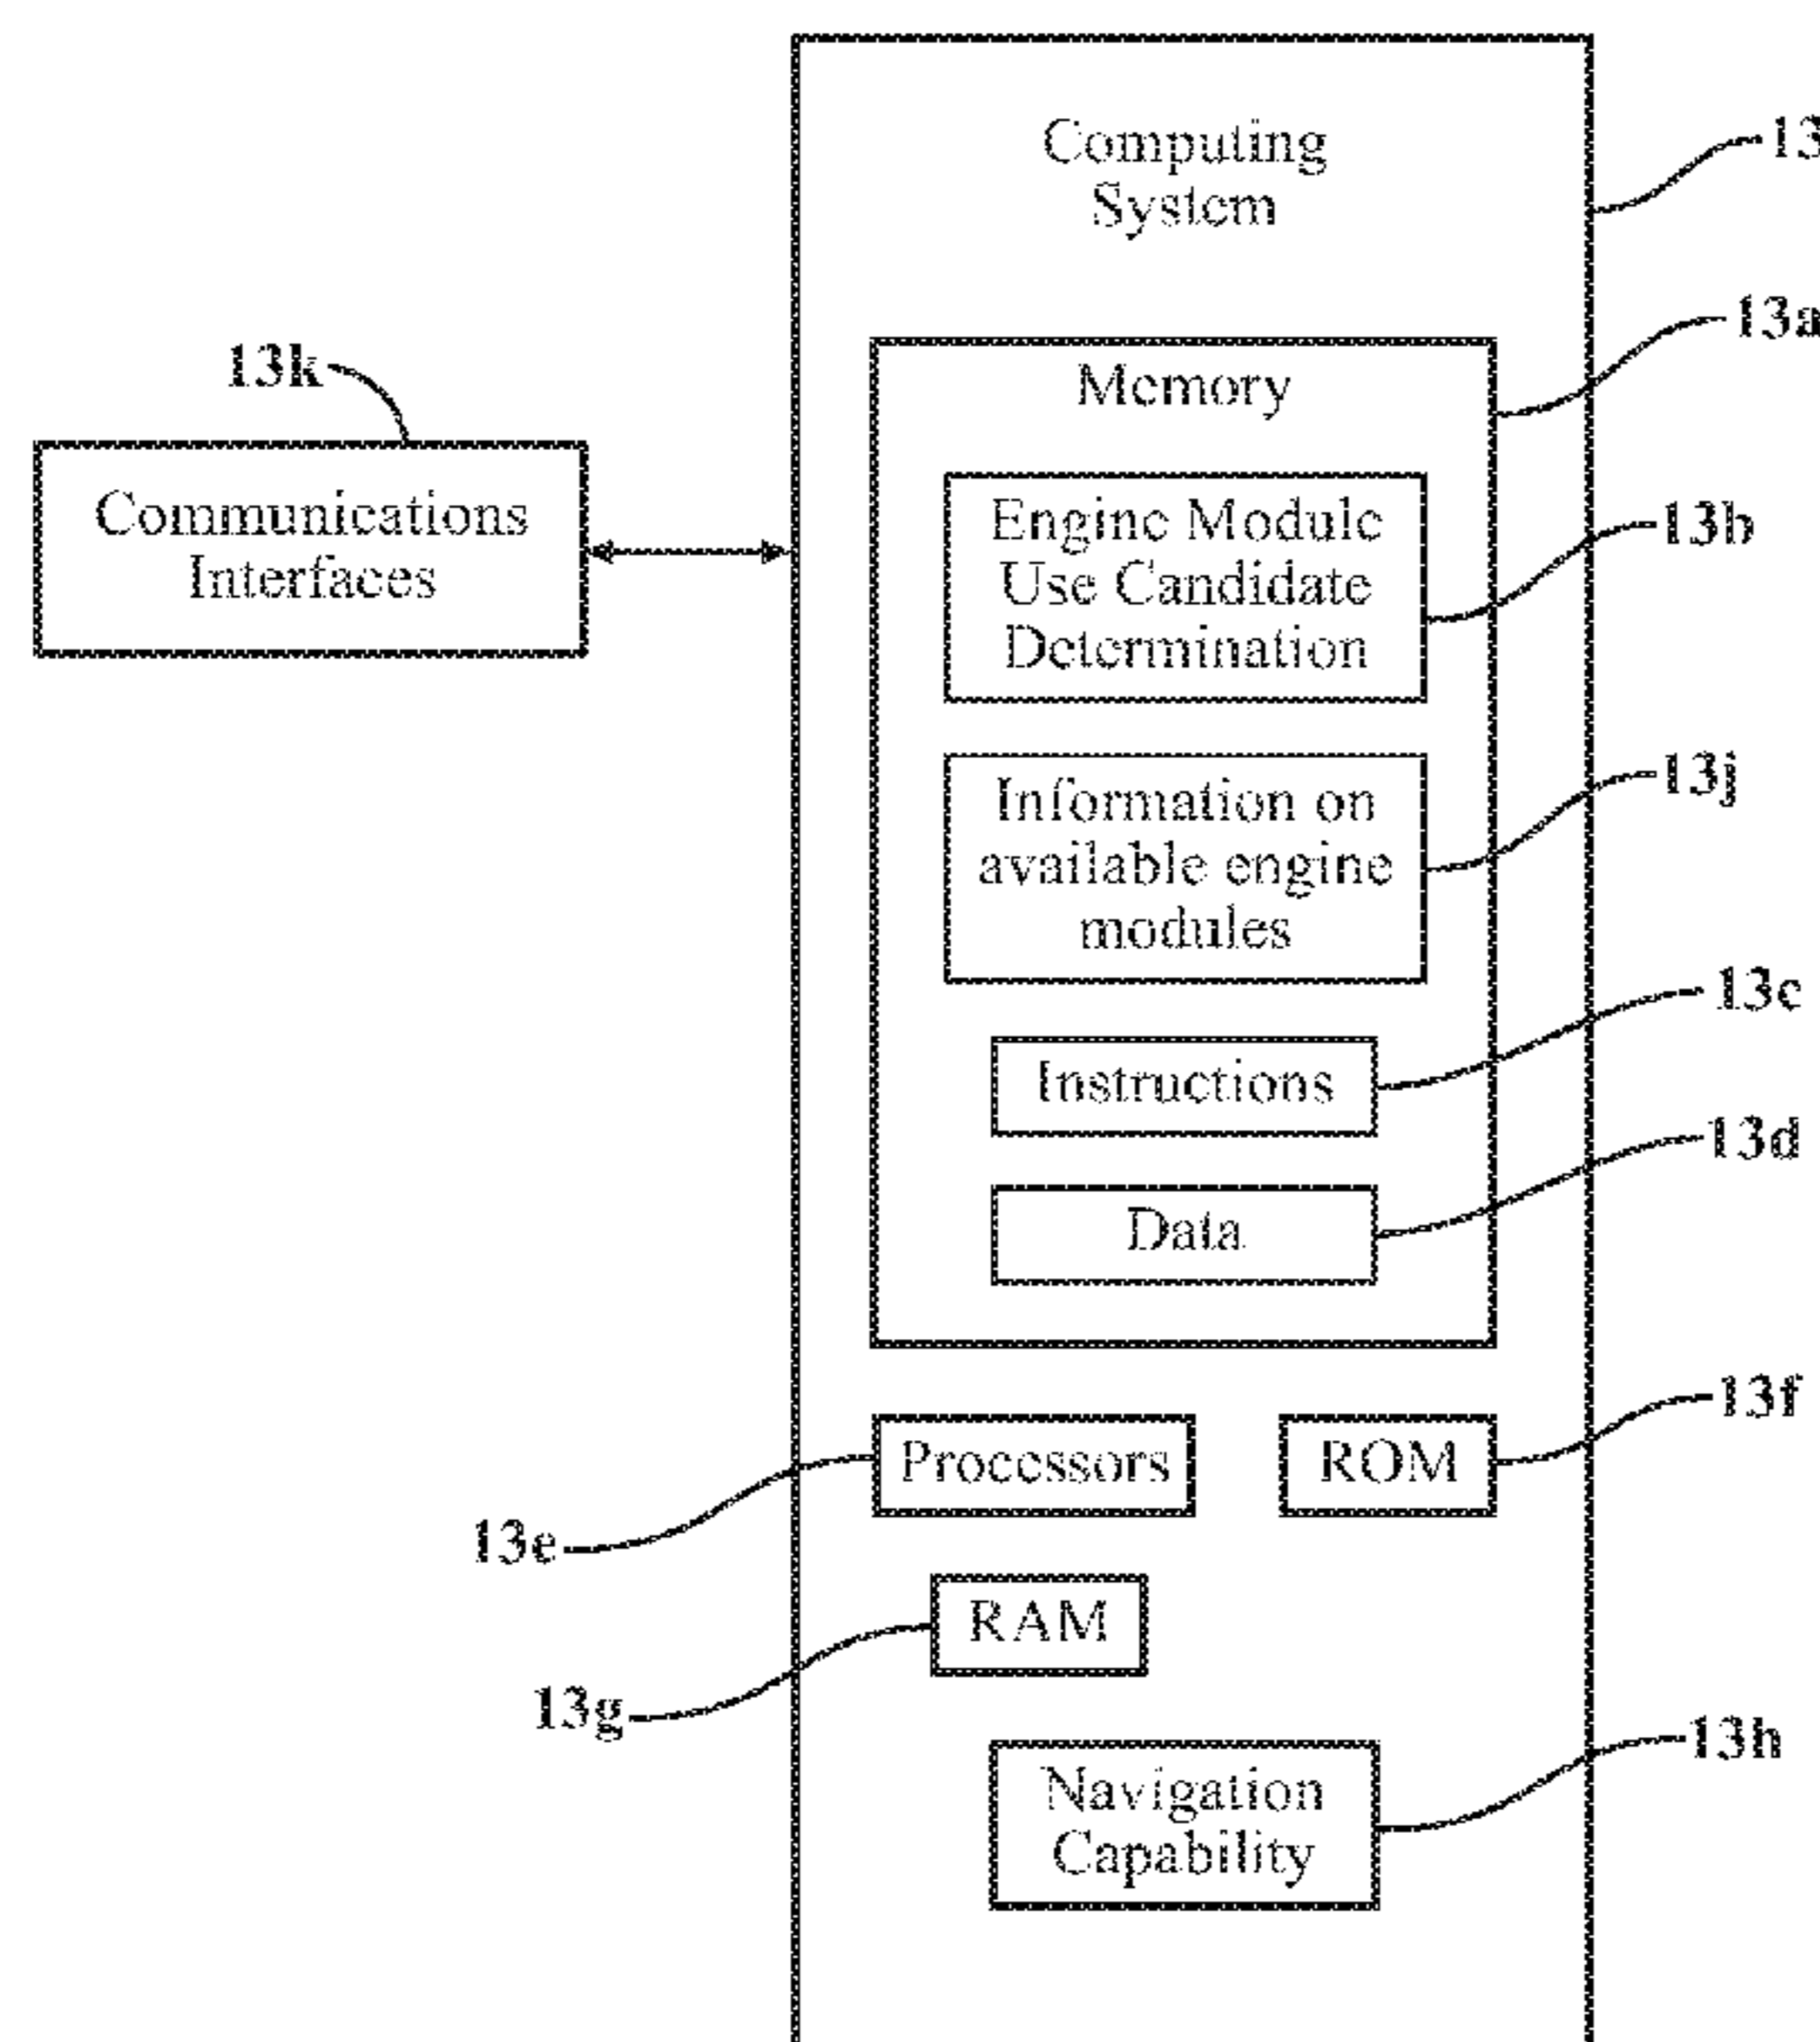 Computing
System
13
13a
Memory
13k
Communications
Interfaces
Engine Module
Use Candidate
Determination
13b
Information on
available engine
modules
13j
Instructions
13c
Data
13d
Processors
13e
ROM
13f
RAM
13g
Navigation
Capability
13h